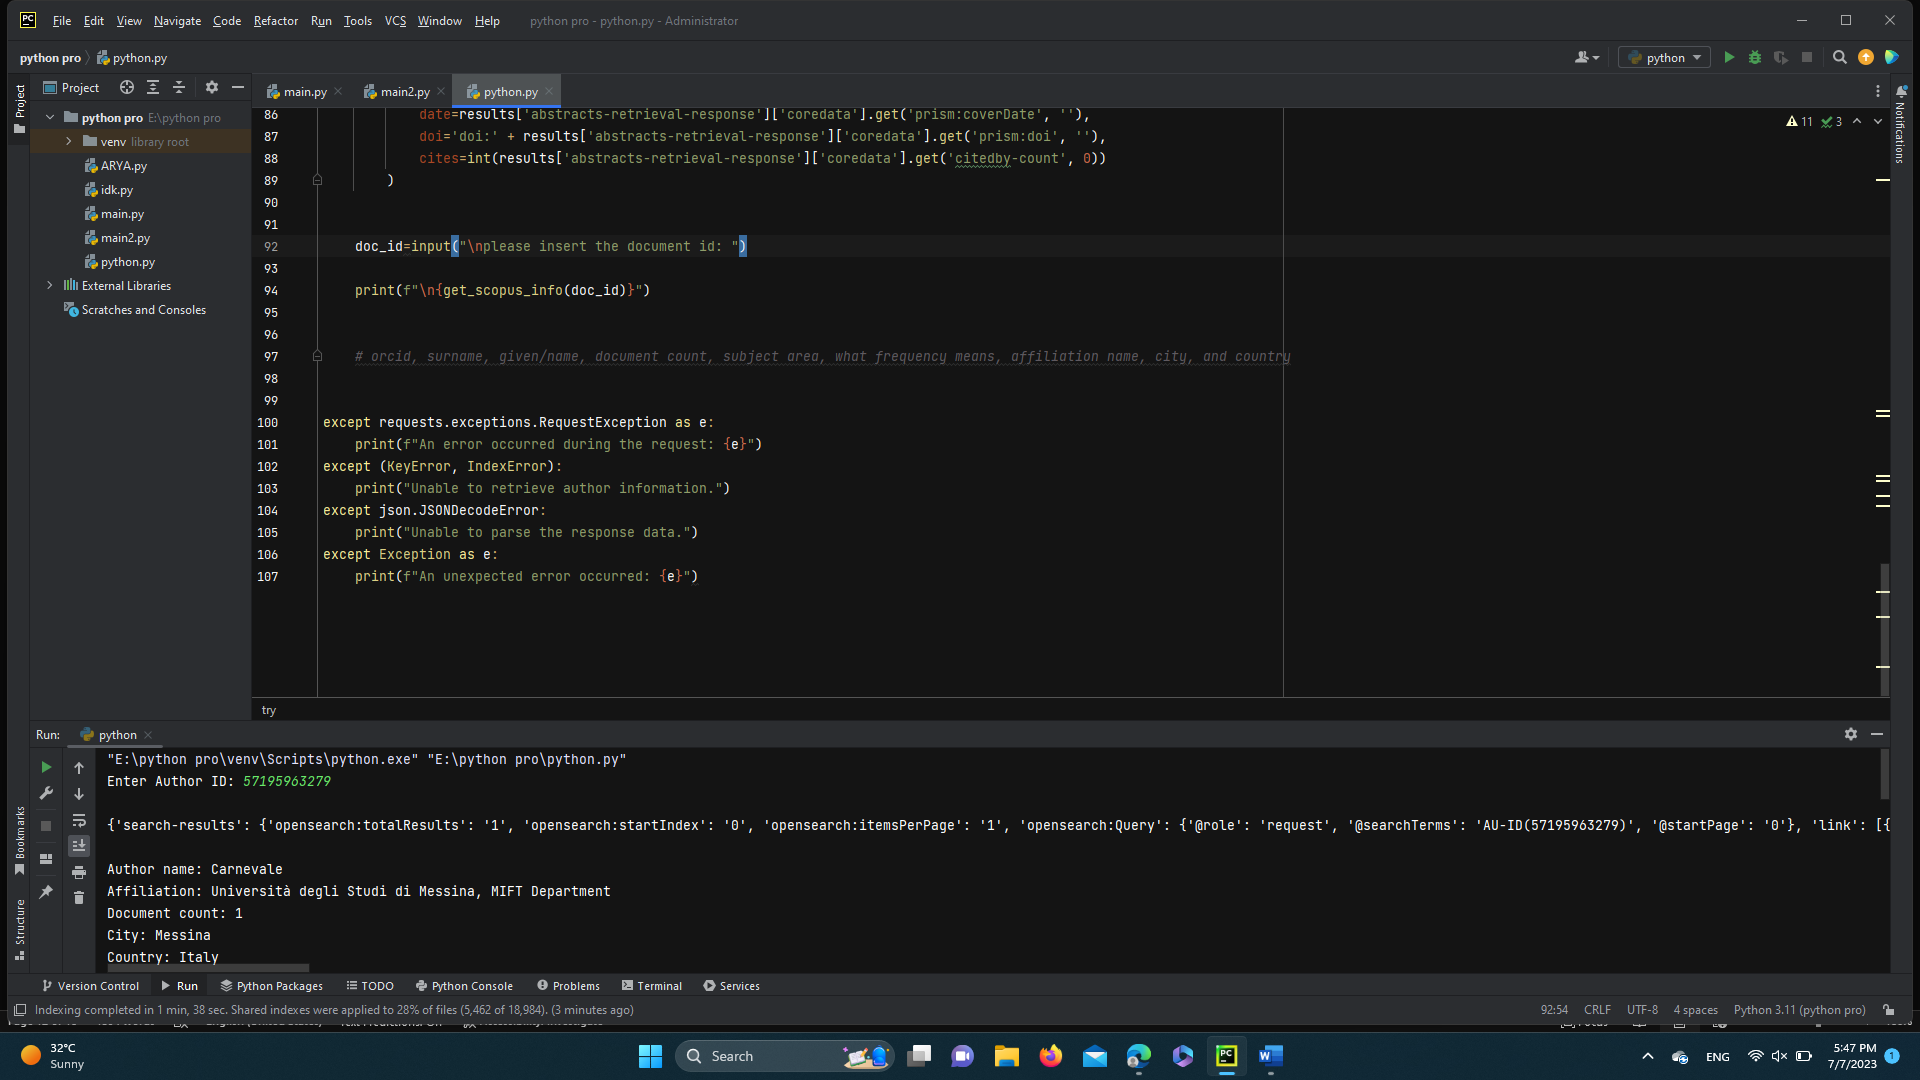 PC File Edit View Navigate Code Refactor Run Tools VCS Window Help python pro - python.py - Administrator
python pro python.py python
Project main.py main2.py python.py
Project
Notifications
python pro E:\python pro
venv library root
ARYA.py
idk.py
main.py
main2.py
python.py
External Libraries
Scratches and Consoles
11 3
86 date=results['abstracts-retrieval-response']['coredata'].get('prism:coverDate', ''),
87 doi='doi:' + results['abstracts-retrieval-response']['coredata'].get('prism:doi', ''),
88 cites=int(results['abstracts-retrieval-response']['coredata'].get('citedby-count', 0))
89 )
90
91
92 doc_id=input("\nplease insert the document id: ")
93
94 print(f"\n{get_scopus_info(doc_id)}")
95
96
97 # orcid, surname, given/name, document count, subject area, what frequency means, affiliation name, city, and country
98
99
100 except requests.exceptions.RequestException as e:
101 print(f"An error occurred during the request: {e}")
102 except (KeyError, IndexError):
103 print("Unable to retrieve author information.")
104 except json.JSONDecodeError:
105 print("Unable to parse the response data.")
106 except Exception as e:
107 print(f"An unexpected error occurred: {e}")
try
Run: python
"E:\python pro\venv\Scripts\python.exe" "E:\python pro\python.py"
Enter Author ID: 57195963279
{'search-results': {'opensearch:totalResults': '1', 'opensearch:startIndex': '0', 'opensearch:itemsPerPage': '1', 'opensearch:Query': {'@role': 'request', '@searchTerms': 'AU-ID(57195963279)', '@startPage': '0'}, 'link': [{
Author name: Carnevale
Affiliation: Università degli Studi di Messina, MIFT Department
Document count: 1
City: Messina
Country: Italy
Bookmarks
Structure
Version Control Run Python Packages TODO Python Console Problems Terminal Services
Indexing completed in 1 min, 38 sec. Shared indexes were applied to 28% of files (5,462 of 18,984). (3 minutes ago) 92:54 CRLF UTF-8 4 spaces Python 3.11 (python pro)
32°C
Sunny
Search
ENG
5:47 PM
7/7/2023
1